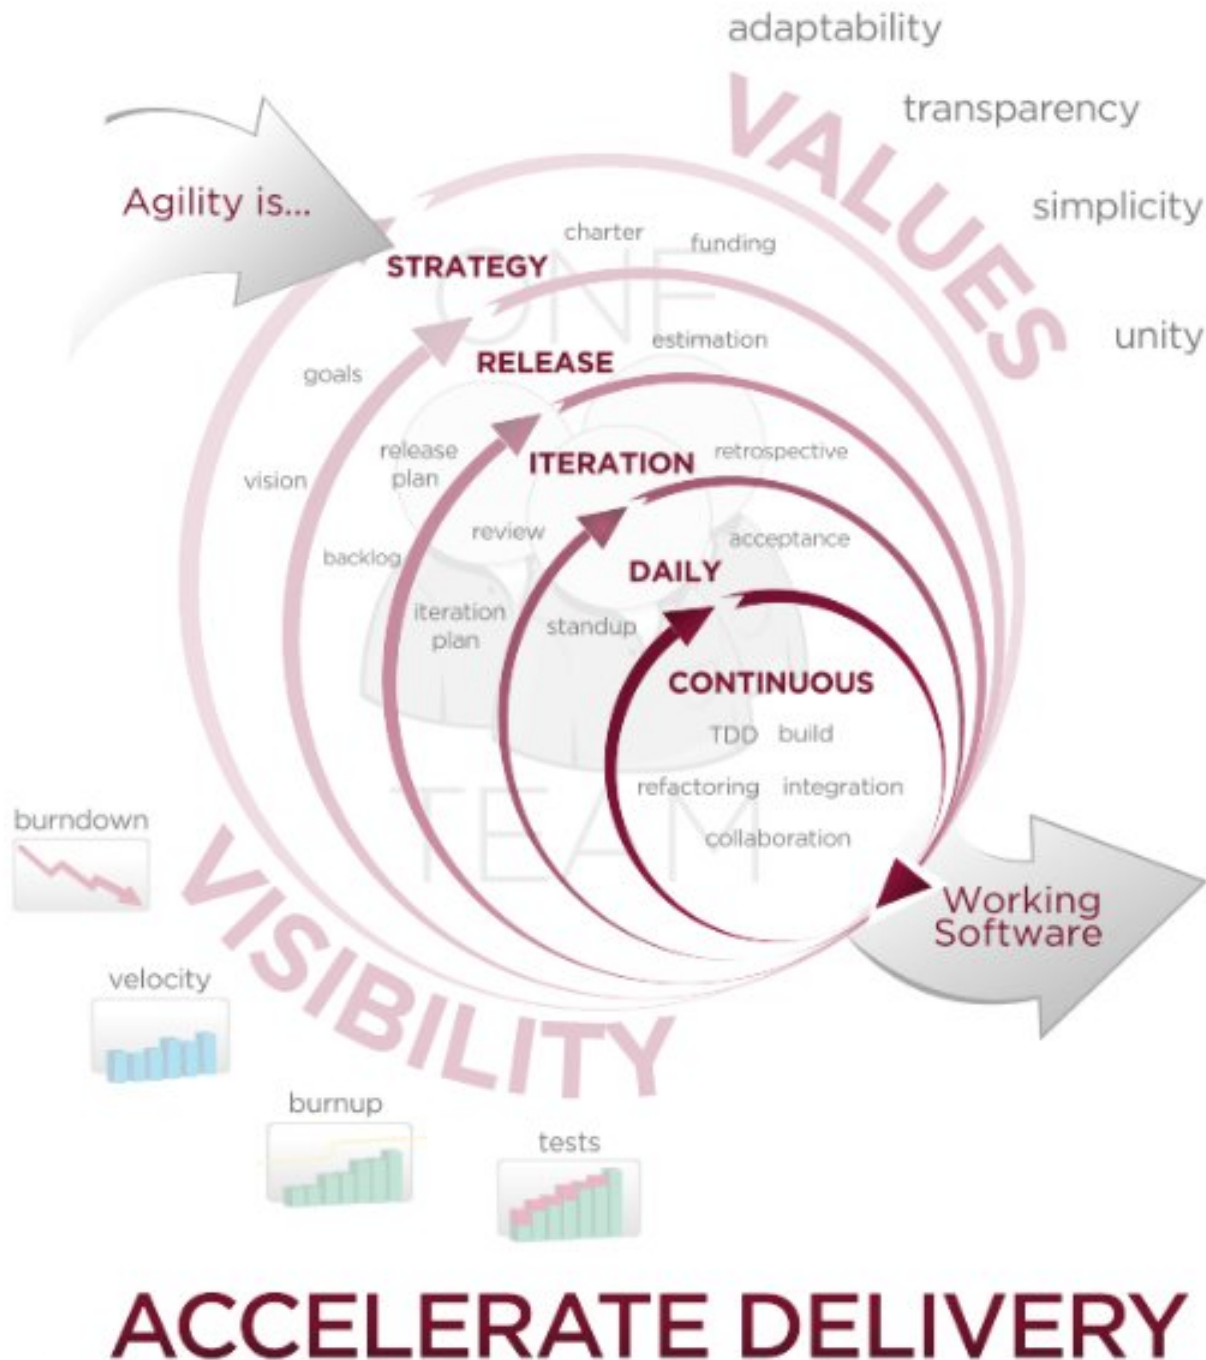 adaptability
transparency
simplicity
unity
VALUES
Agility is...
STRATEGY
charter
funding
ONE
goals
vision
RELEASE
estimation
release
plan
backlog
ITERATION
retrospective
review
iteration
plan
DAILY
acceptance
standup
CONTINUOUS
TDD
build
refactoring
integration
collaboration
TEAM
Working
Software
VISIBILITY
burndown
velocity
burnup
tests
ACCELERATE DELIVERY